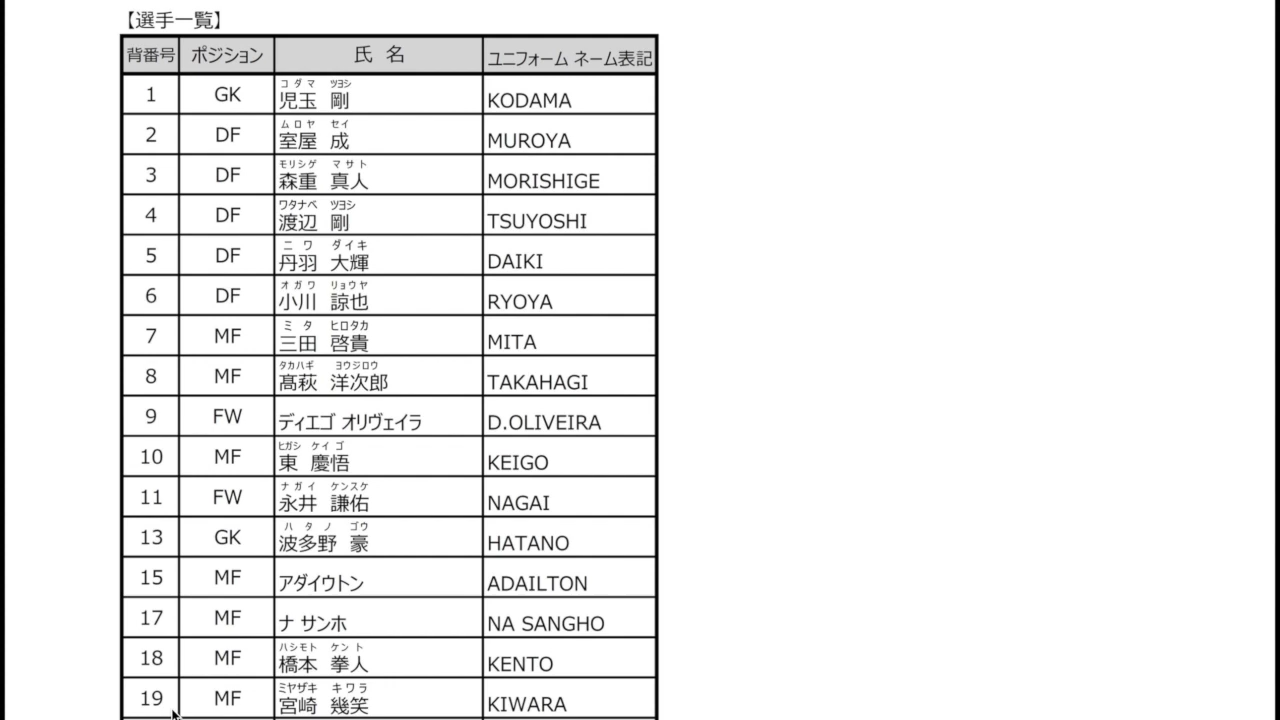 【選手一覧】
背番号 ポジション 氏 名 ユニフォーム ネーム表記
コダマ ツヨシ
1 GK 児玉 剛 KODAMA
ムロヤ セイ
2 DF 室屋 成 MUROYA
モリシゲ マサト
3 DF 森重 真人 MORISHIGE
ワタナベ ツヨシ
4 DF 渡辺 剛 TSUYOSHI
ニワ ダイキ
5 DF 丹羽 大輝 DAIKI
オガワ リョウヤ
6 DF 小川 諒也 RYOYA
ミタ ヒロタカ
7 MF 三田 啓貴 MITA
タカハギ ヨウジロウ
8 MF 髙萩 洋次郎 TAKAHAGI
9 FW ディエゴ オリヴェイラ D.OLIVEIRA
ヒガシ ケイゴ
10 MF 東 慶悟 KEIGO
ナガイ ケンスケ
11 FW 永井 謙佑 NAGAI
ハタノ ゴウ
13 GK 波多野 豪 HATANO
15 MF アダイウトン ADAILTON
17 MF ナ サンホ NA SANGHO
ハシモト ケント
18 MF 橋本 拳人 KENTO
ミヤザキ キワラ
19 MF 宮崎 幾笑 KIWARA